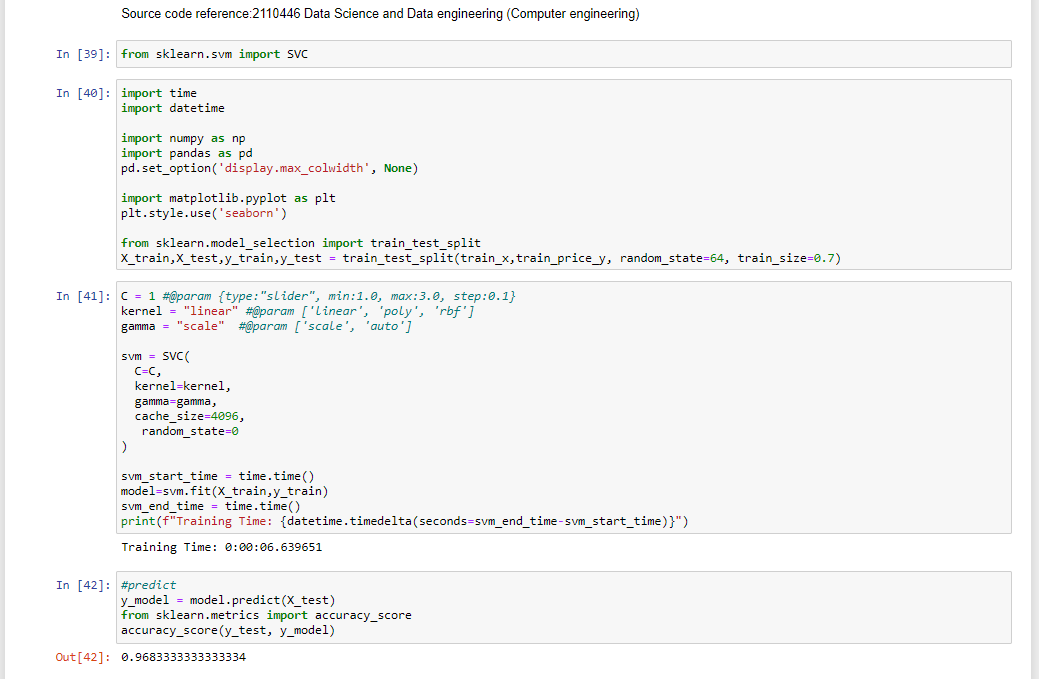 Source code reference:2110446 Data Science and Data engineering (Computer engineering)
In [39]: from sklearn.svm import SVC
In [40]: import time
import datetime
import numpy as np
import pandas as pd
pd.set_option('display.max_colwidth', None)
import matplotlib.pyplot as plt
plt.style.use('seaborn')
from sklearn.model_selection import train_test_split
X_train,X_test,y_train,y_test = train_test_split(train_x,train_price_y, random_state=64, train_size=0.7)
In [41]: C = 1 #@param {type:"slider", min:1.0, max:3.0, step:0.1}
kernel = "linear" #@param ['linear', 'poly', 'rbf']
gamma = "scale"  #@param ['scale', 'auto']
svm = SVC(
  C=C,
  kernel=kernel,
  gamma=gamma,
  cache_size=4096,
   random_state=0
)
svm_start_time = time.time()
model=svm.fit(X_train,y_train)
svm_end_time = time.time()
print(f"Training Time: {datetime.timedelta(seconds=svm_end_time-svm_start_time)}")
Training Time: 0:00:06.639651
In [42]: #predict
y_model = model.predict(X_test)
from sklearn.metrics import accuracy_score
accuracy_score(y_test, y_model)
Out[42]: 0.9683333333333334